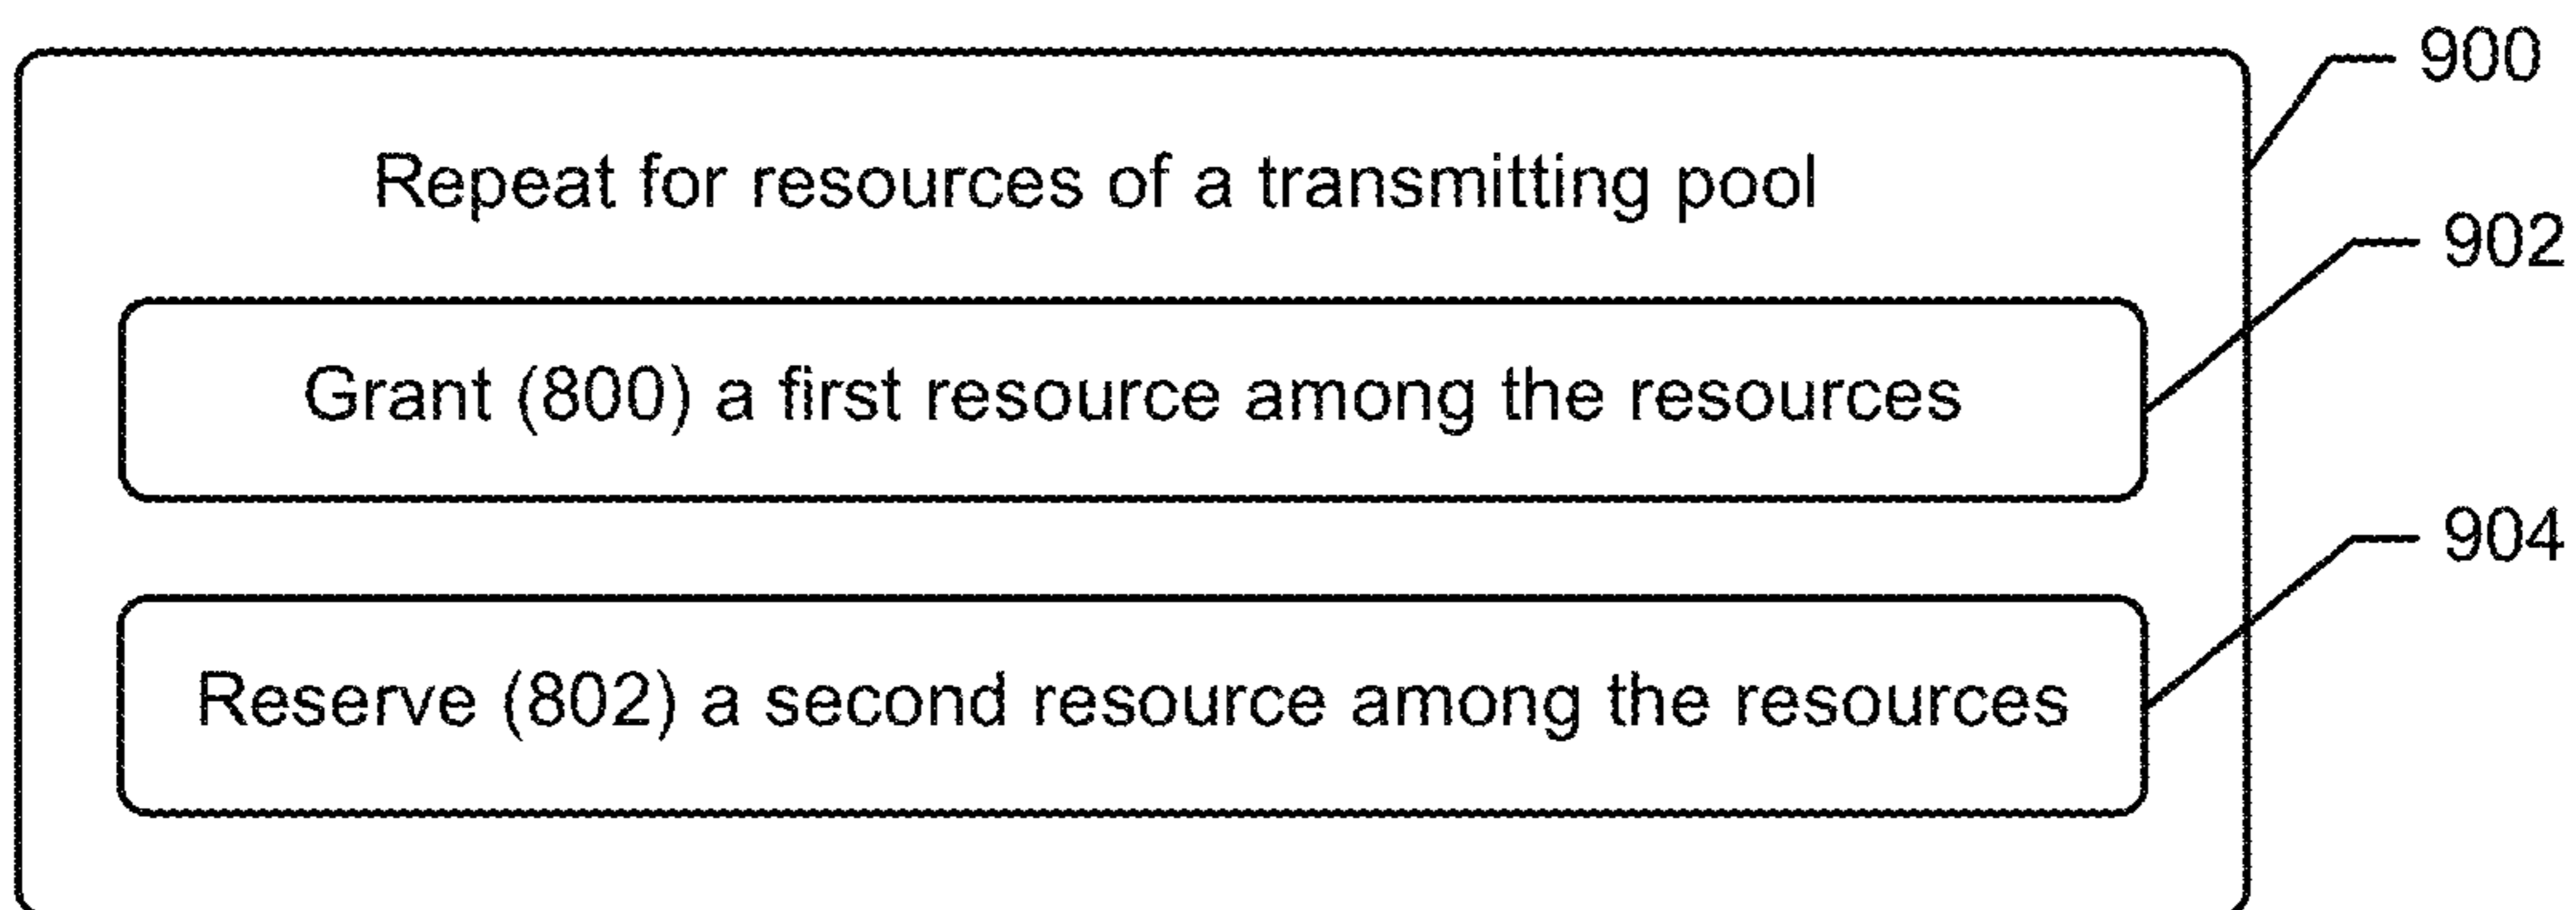 900
Repeat for resources of a transmitting pool
902
Grant (800) a first resource among the resources
904
Reserve (802) a second resource among the resources